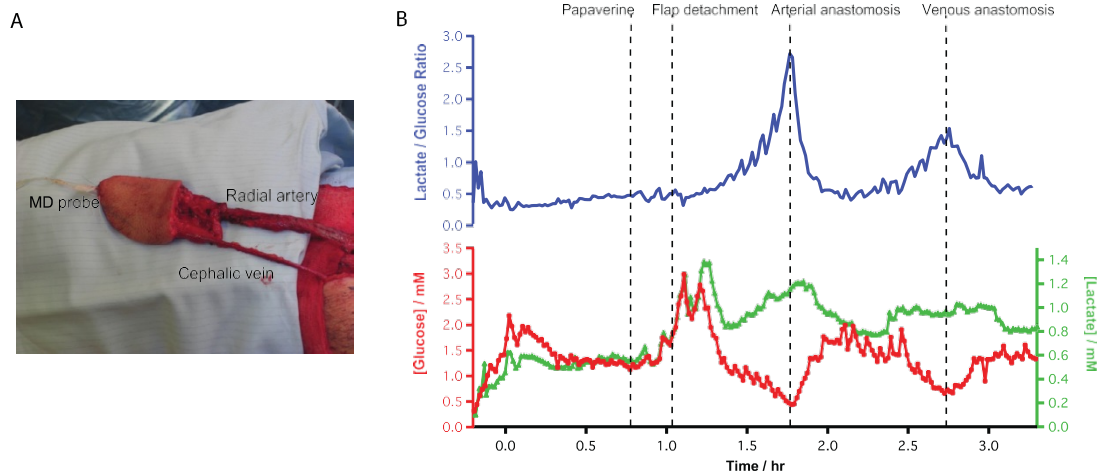 A
MD probe
Radial artery
Cephalic vein
B
Papaverine Flap detachment Arterial anastomosis Venous anastomosis
Lactate / Glucose Ratio
3.0
2.5
2.0
1.5
1.0
0.5
0.0
[Glucose] / mM
3.5
3.0
2.5
2.0
1.5
1.0
0.5
0.0
1.4
1.2
1.0
0.8
0.6
0.4
0.2
0.0
[Lactate] / mM
0.0 0.5 1.0 1.5 2.0 2.5 3.0
Time / hr